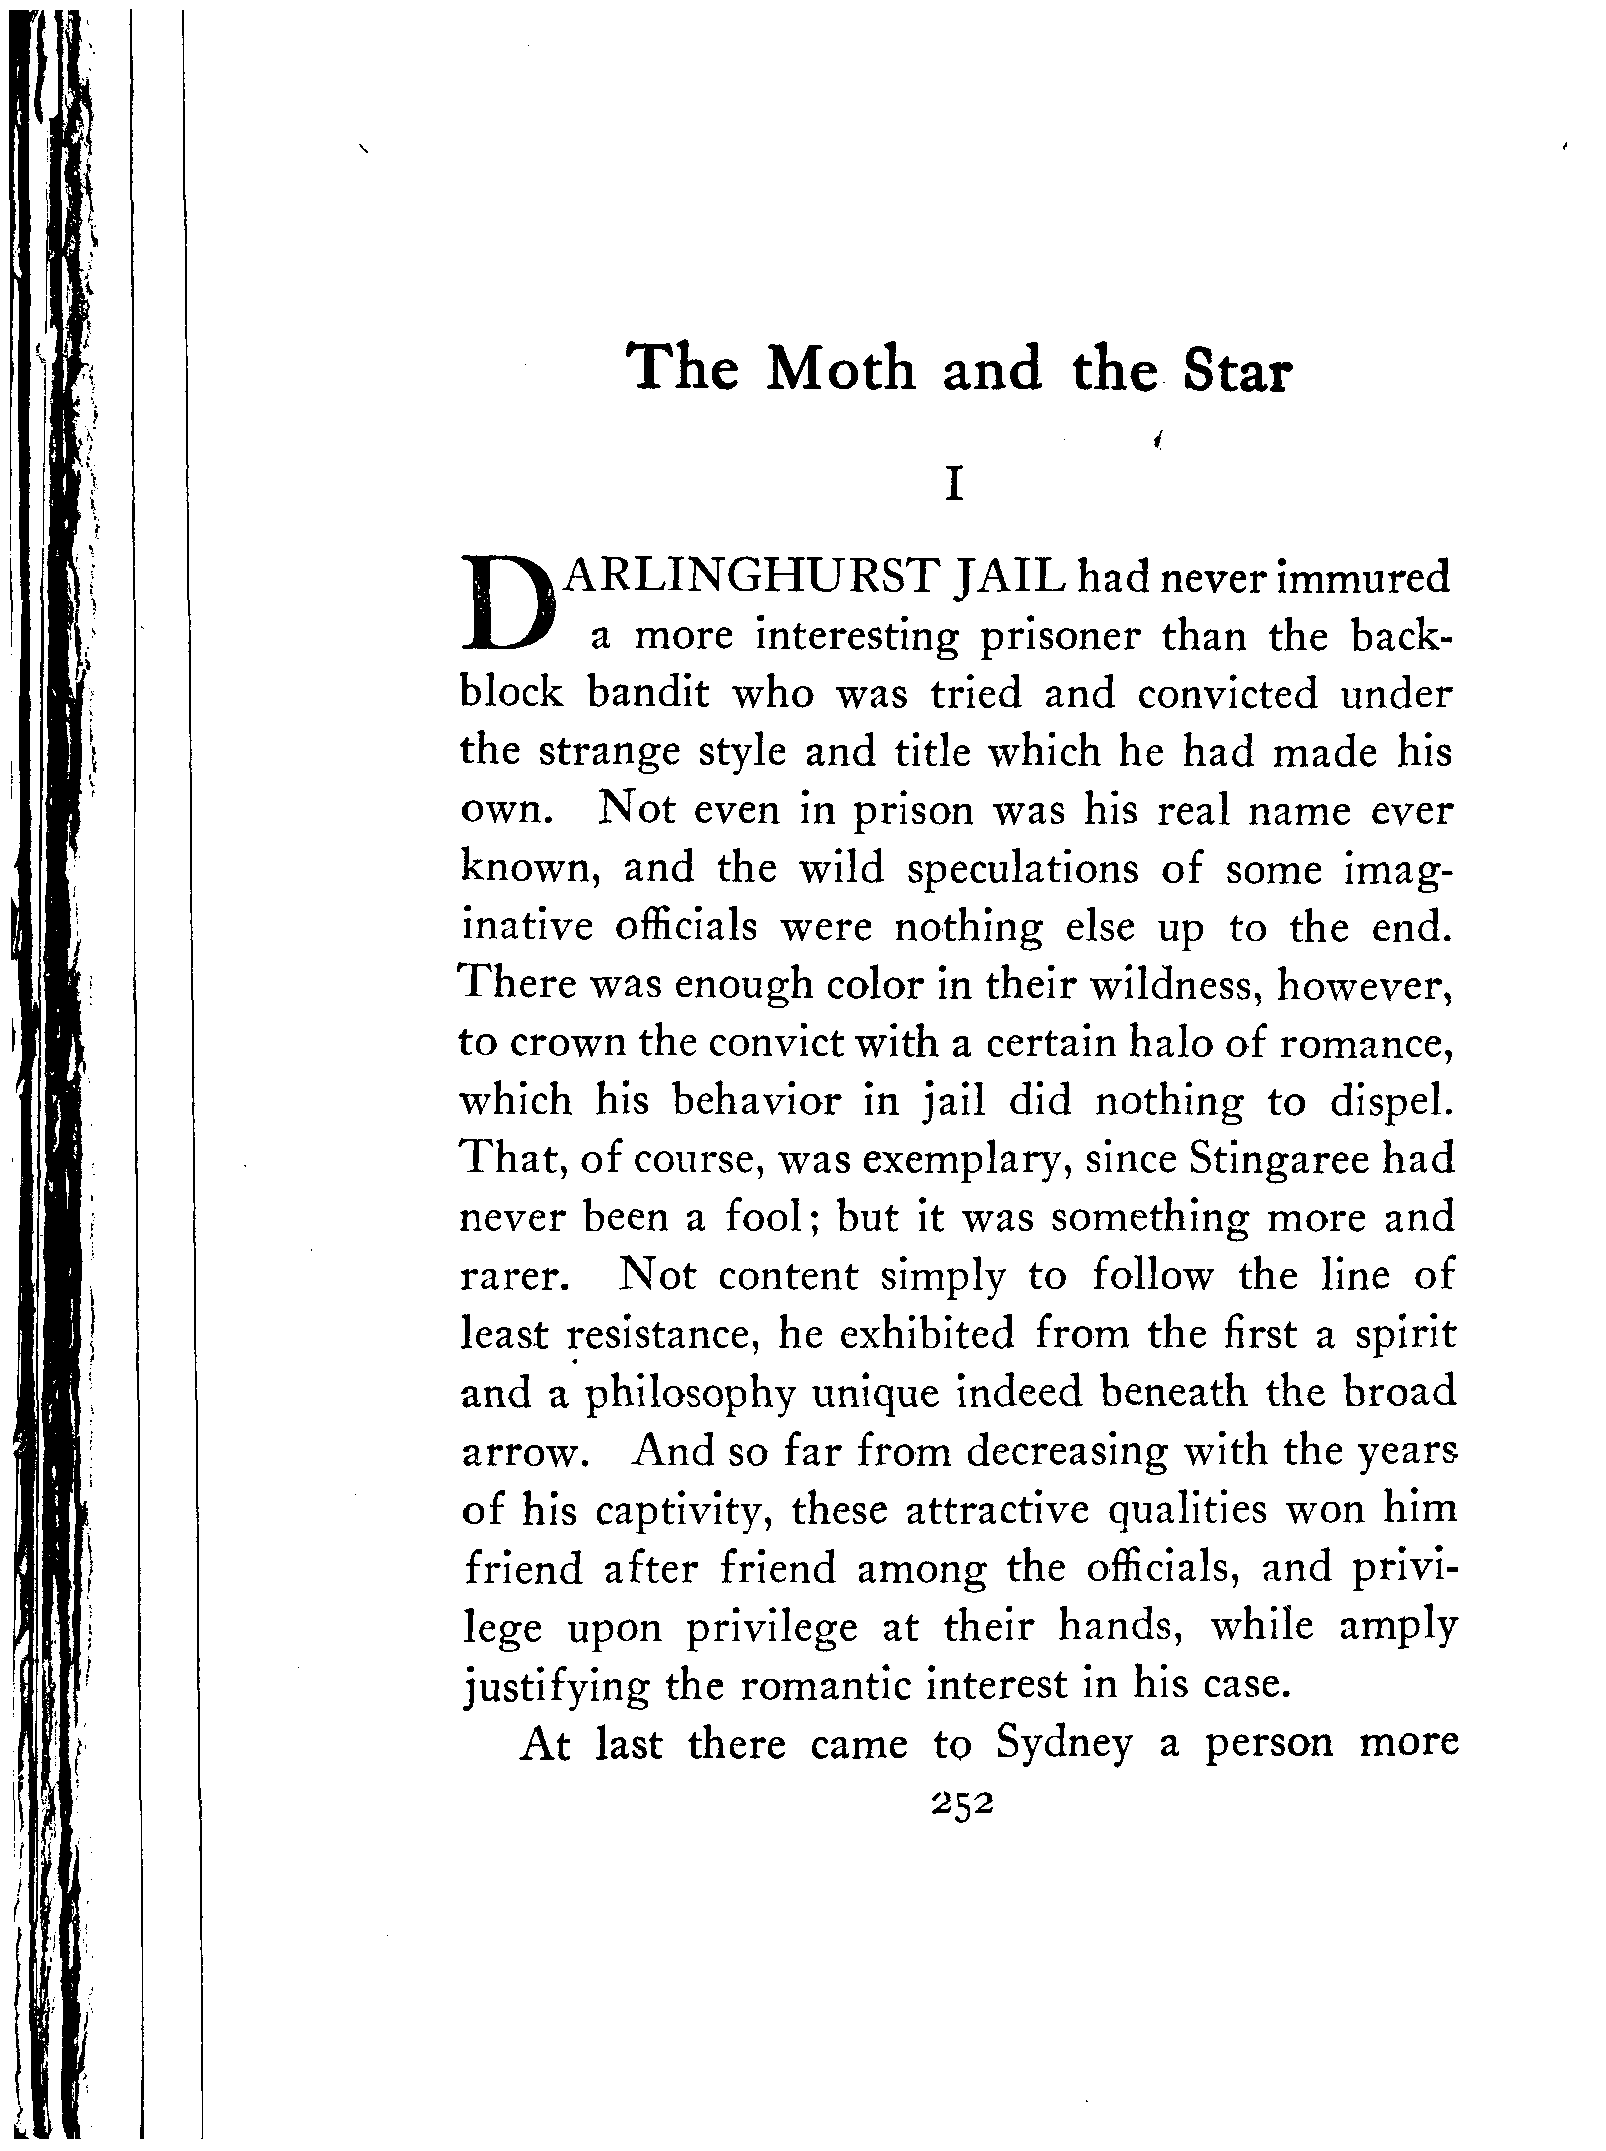 The Moth and the Star
I
DARLINGHURST JAIL had never immured
a more interesting prisoner than the back-
block bandit who was tried and convicted under
the strange style and title which he had made his
own. Not even in prison was his real name ever
known, and the wild speculations of some imag-
inative officials were nothing else up to the end.
There was enough color in their wildness, however,
to crown the convict with a certain halo of romance,
which his behavior in jail did nothing to dispel.
That, of course, was exemplary, since Stingaree had
never been a fool; but it was something more and
rarer. Not content simply to follow the line of
least resistance, he exhibited from the first a spirit
and a philosophy unique indeed beneath the broad
arrow. And so far from decreasing with the years
of his captivity, these attractive qualities won him
friend after friend among the officials, and privi-
lege upon privilege at their hands, while amply
justifying the romantic interest in his case.
At last there came to Sydney a person more
252